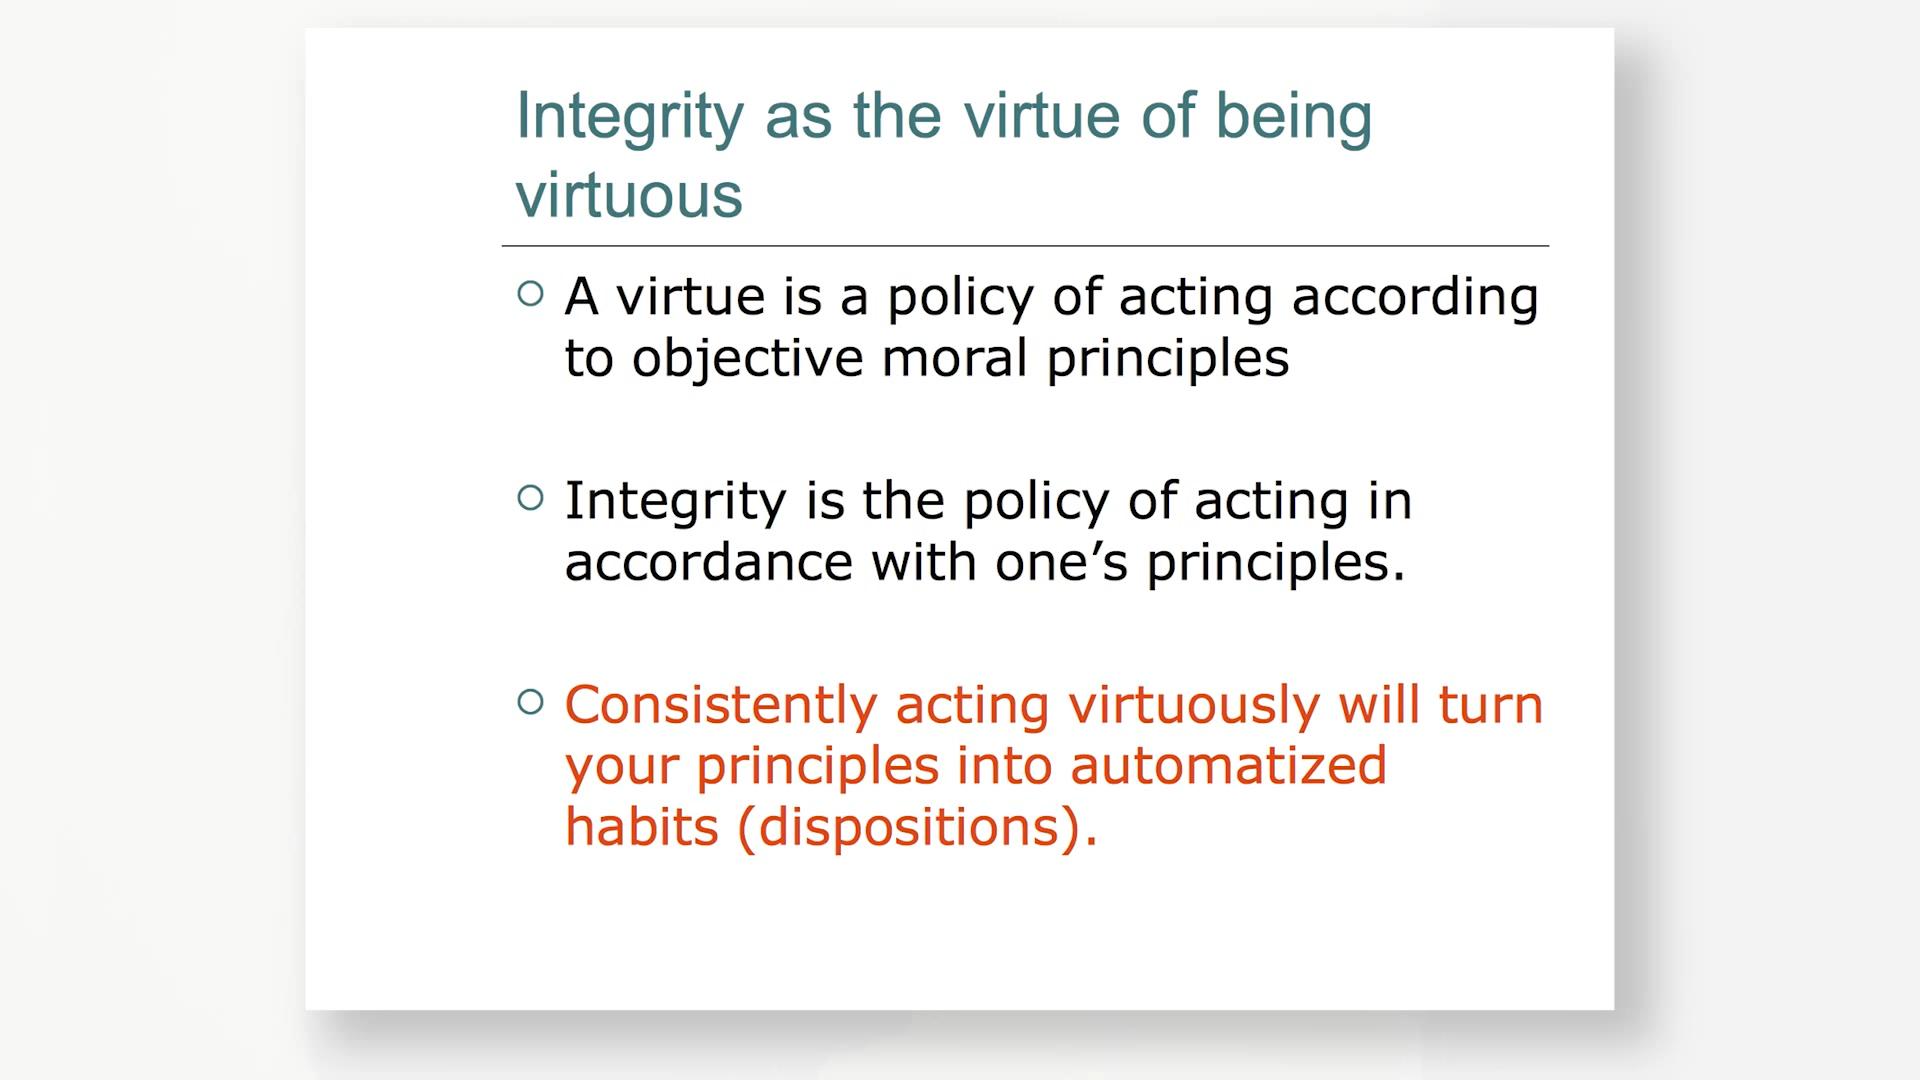 Integrity as the virtue of being
virtuous
A virtue is a policy of acting according
to objective moral principles
Integrity is the policy of acting in
accordance with one’s principles.
Consistently acting virtuously will turn
your principles into automatized
habits (dispositions).